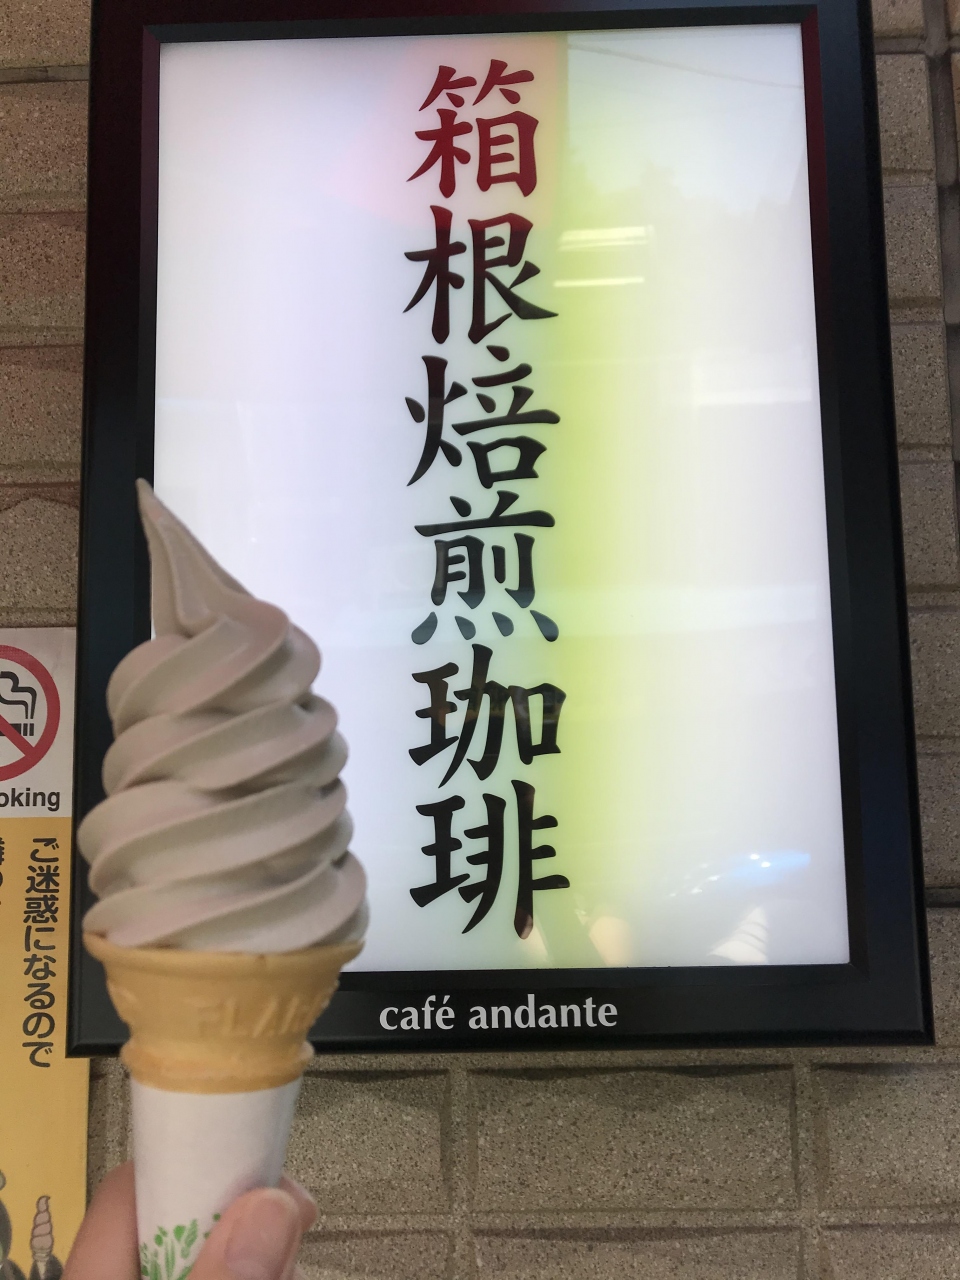 箱根焙煎珈琲
café andante
oking
ご迷惑になるので